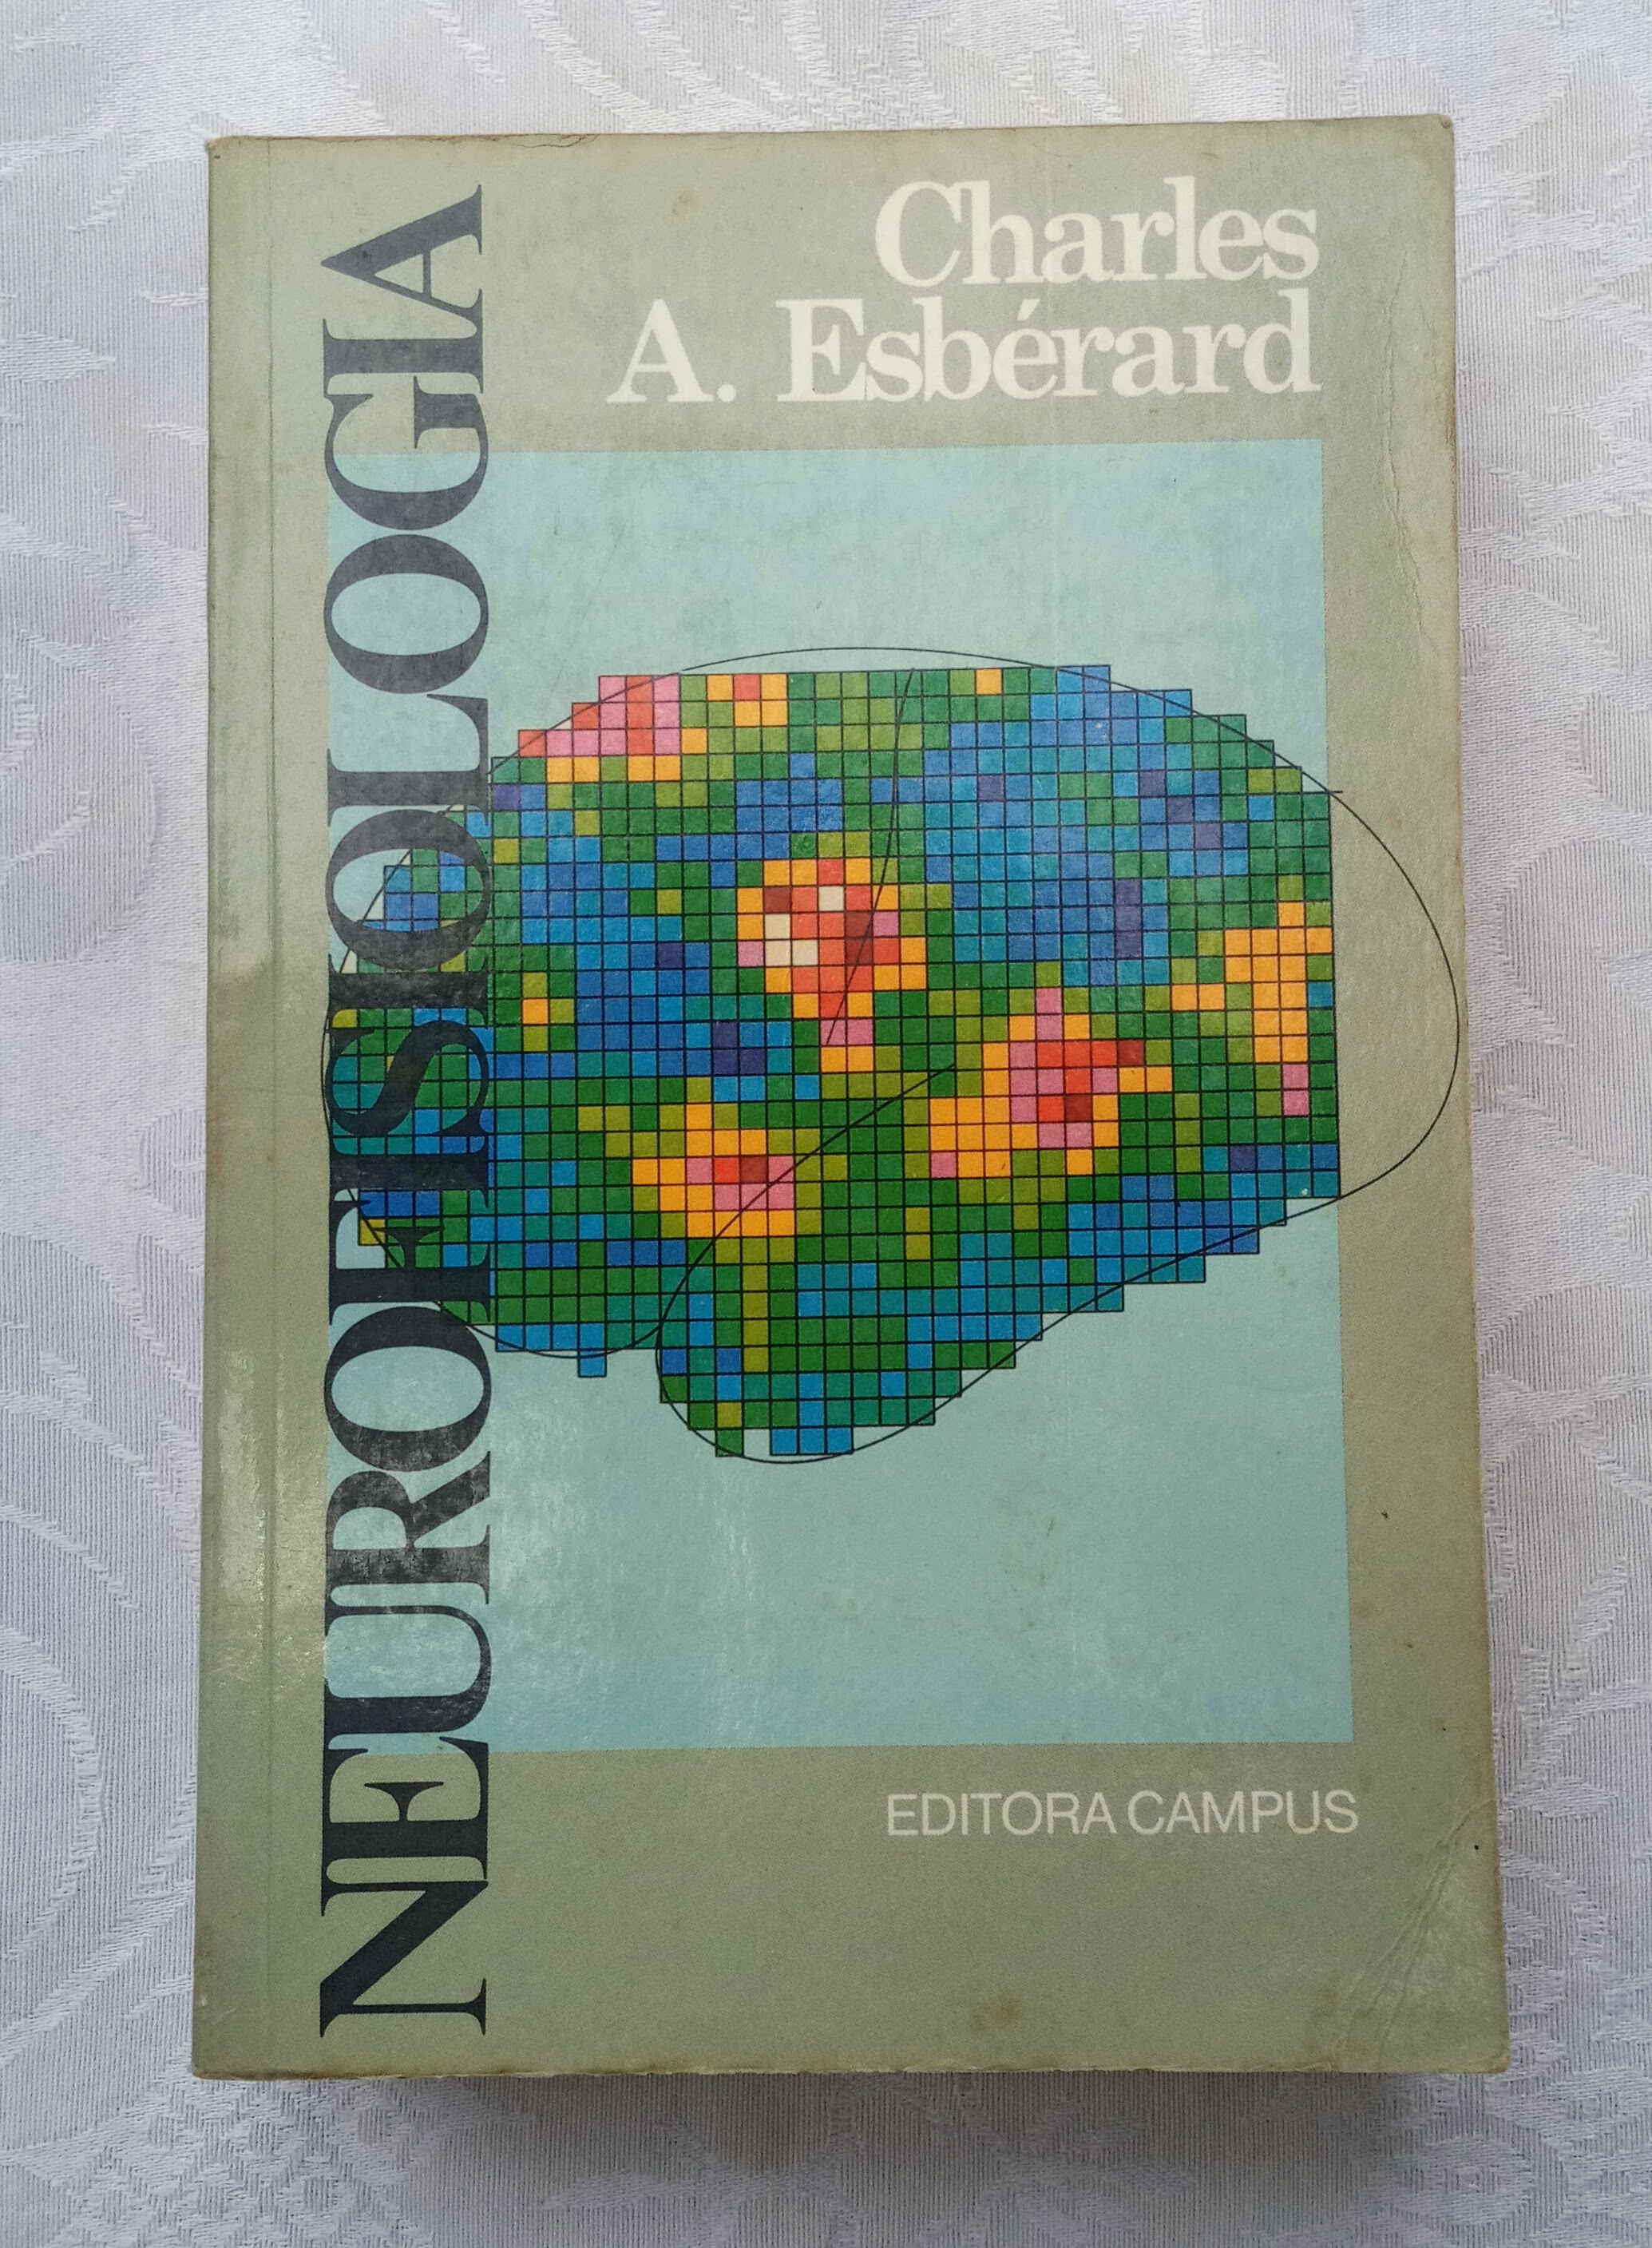 NEUROFISIOLOGIA
Charles
A. Esbérard
EDITORA CAMPUS